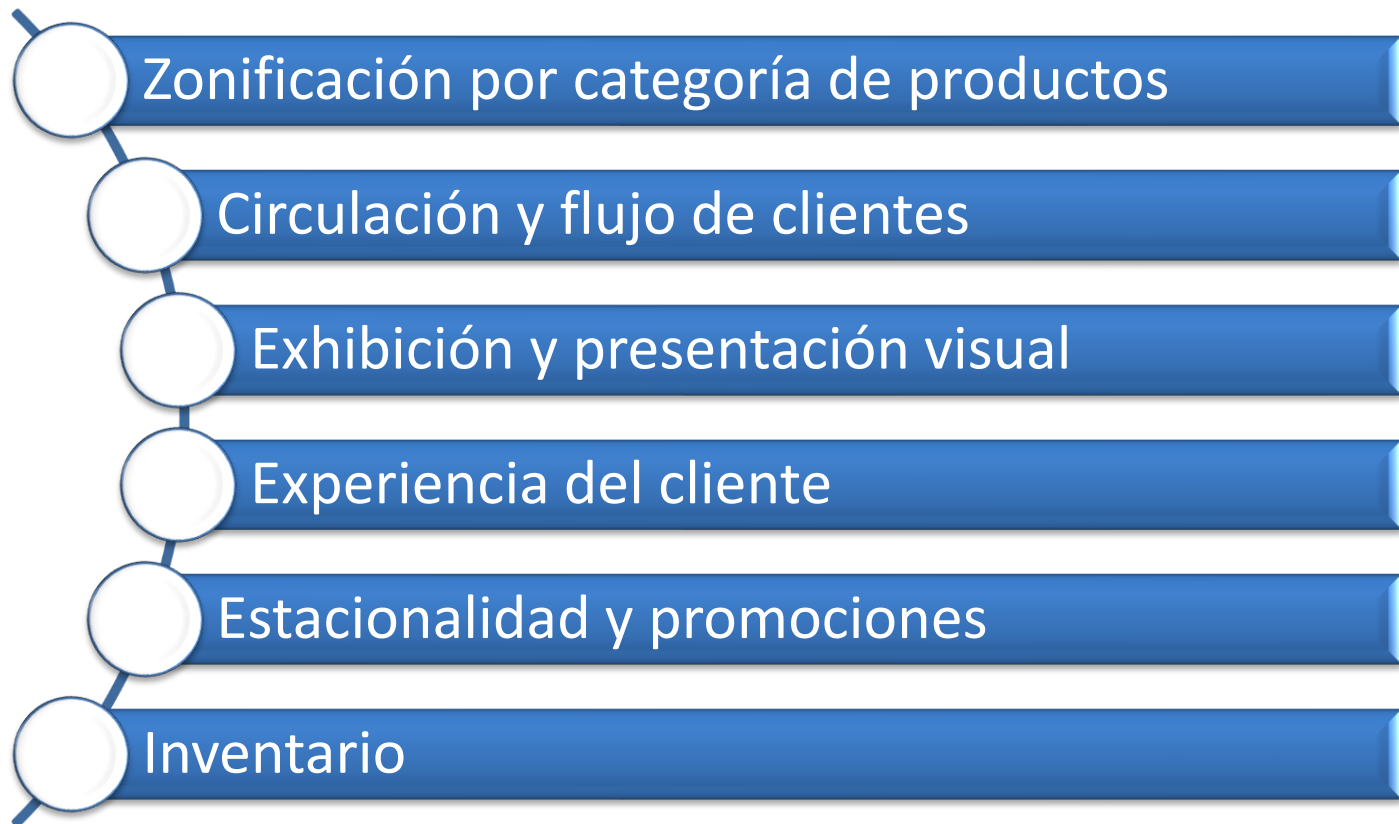 Zonificación por categoría de productos
Circulación y flujo de clientes
Exhibición y presentación visual
Experiencia del cliente
Estacionalidad y promociones
Inventario